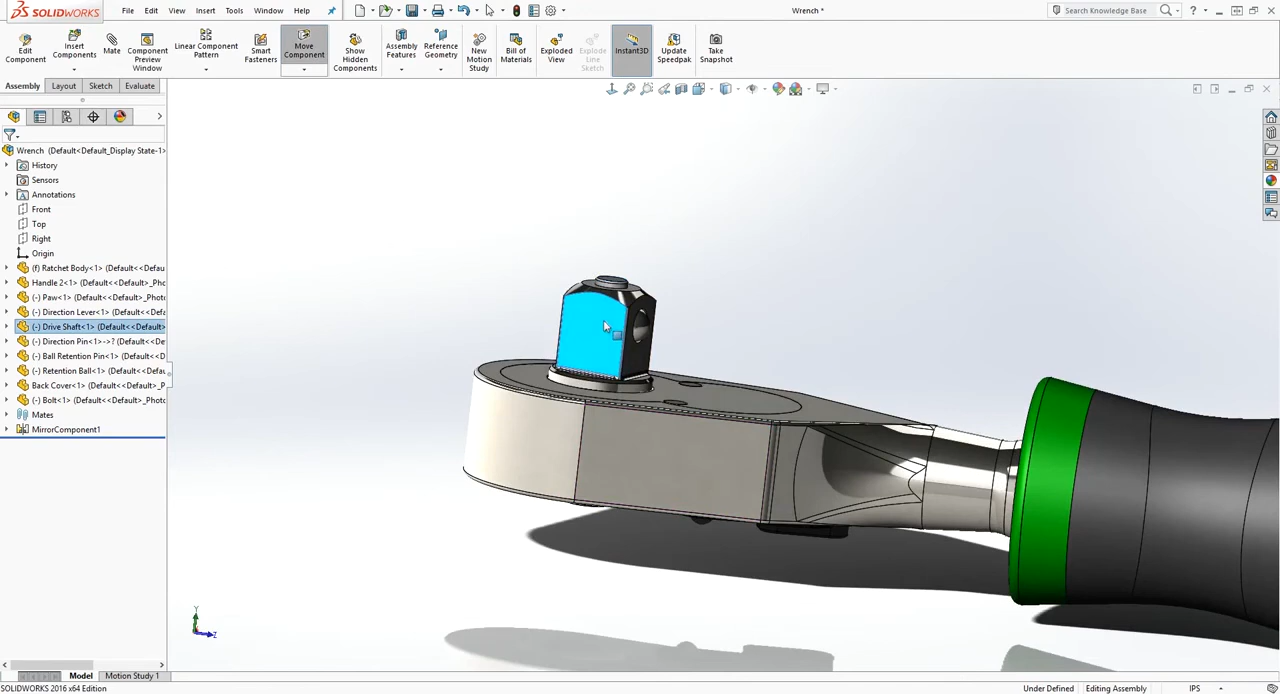 SOLIDWORKS File Edit View Insert Tools Window Help Wrench * Search Knowledge Base
Edit Component
Insert Components
Mate
Component Preview Window
Linear Component Pattern
Smart Fasteners
Move Component
Show Hidden Components
Assembly Features
Reference Geometry
New Motion Study
Bill of Materials
Exploded View
Explode Line Sketch
Instant3D
Update Speedpak
Take Snapshot
Assembly Layout Sketch Evaluate
Wrench (Default<Default_Display State-1>
History
Sensors
Annotations
Front
Top
Right
Origin
(f) Ratchet Body<1> (Default<<Defau
Handle 2<1> (Default<<Default>_Pho
(-) Paw<1> (Default<<Default>_Photo
(-) Direction Lever<1> (Default<<Defa
(-) Drive Shaft<1> (Default<<Default>
(-) Direction Pin<1>->? (Default<<De
(-) Ball Retention Pin<1> (Default<<D
(-) Retention Ball<1> (Default<<Defau
Back Cover<1> (Default<<Default>_P
(-) Bolt<1> (Default<<Default>_Photo
Mates
MirrorComponent1
Y
Z
Model Motion Study 1
SOLIDWORKS 2016 x64 Edition Under Defined Editing Assembly IPS